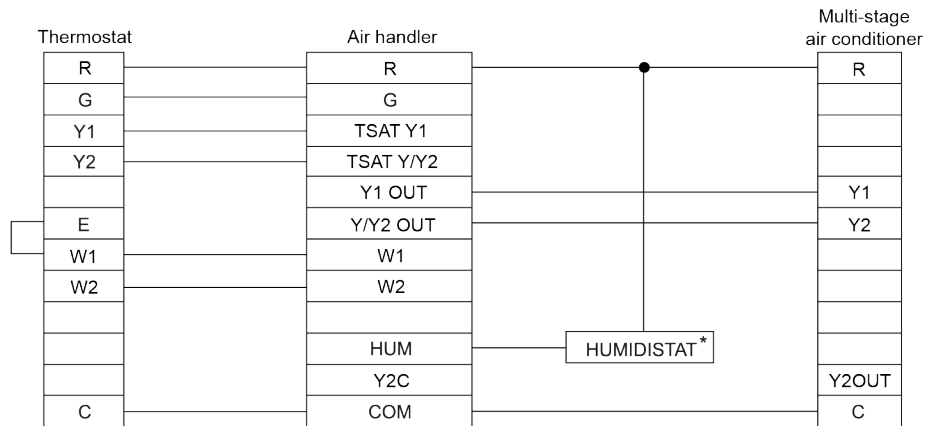 Multi-stage
Thermostat Air handler air conditioner
R R R
G G
Y1 TSAT Y1
Y2 TSAT Y/Y2
Y1 OUT Y1
E Y/Y2 OUT Y2
W1 W1
W2 W2
HUM HUMIDISTAT*
Y2C Y2OUT
C COM C